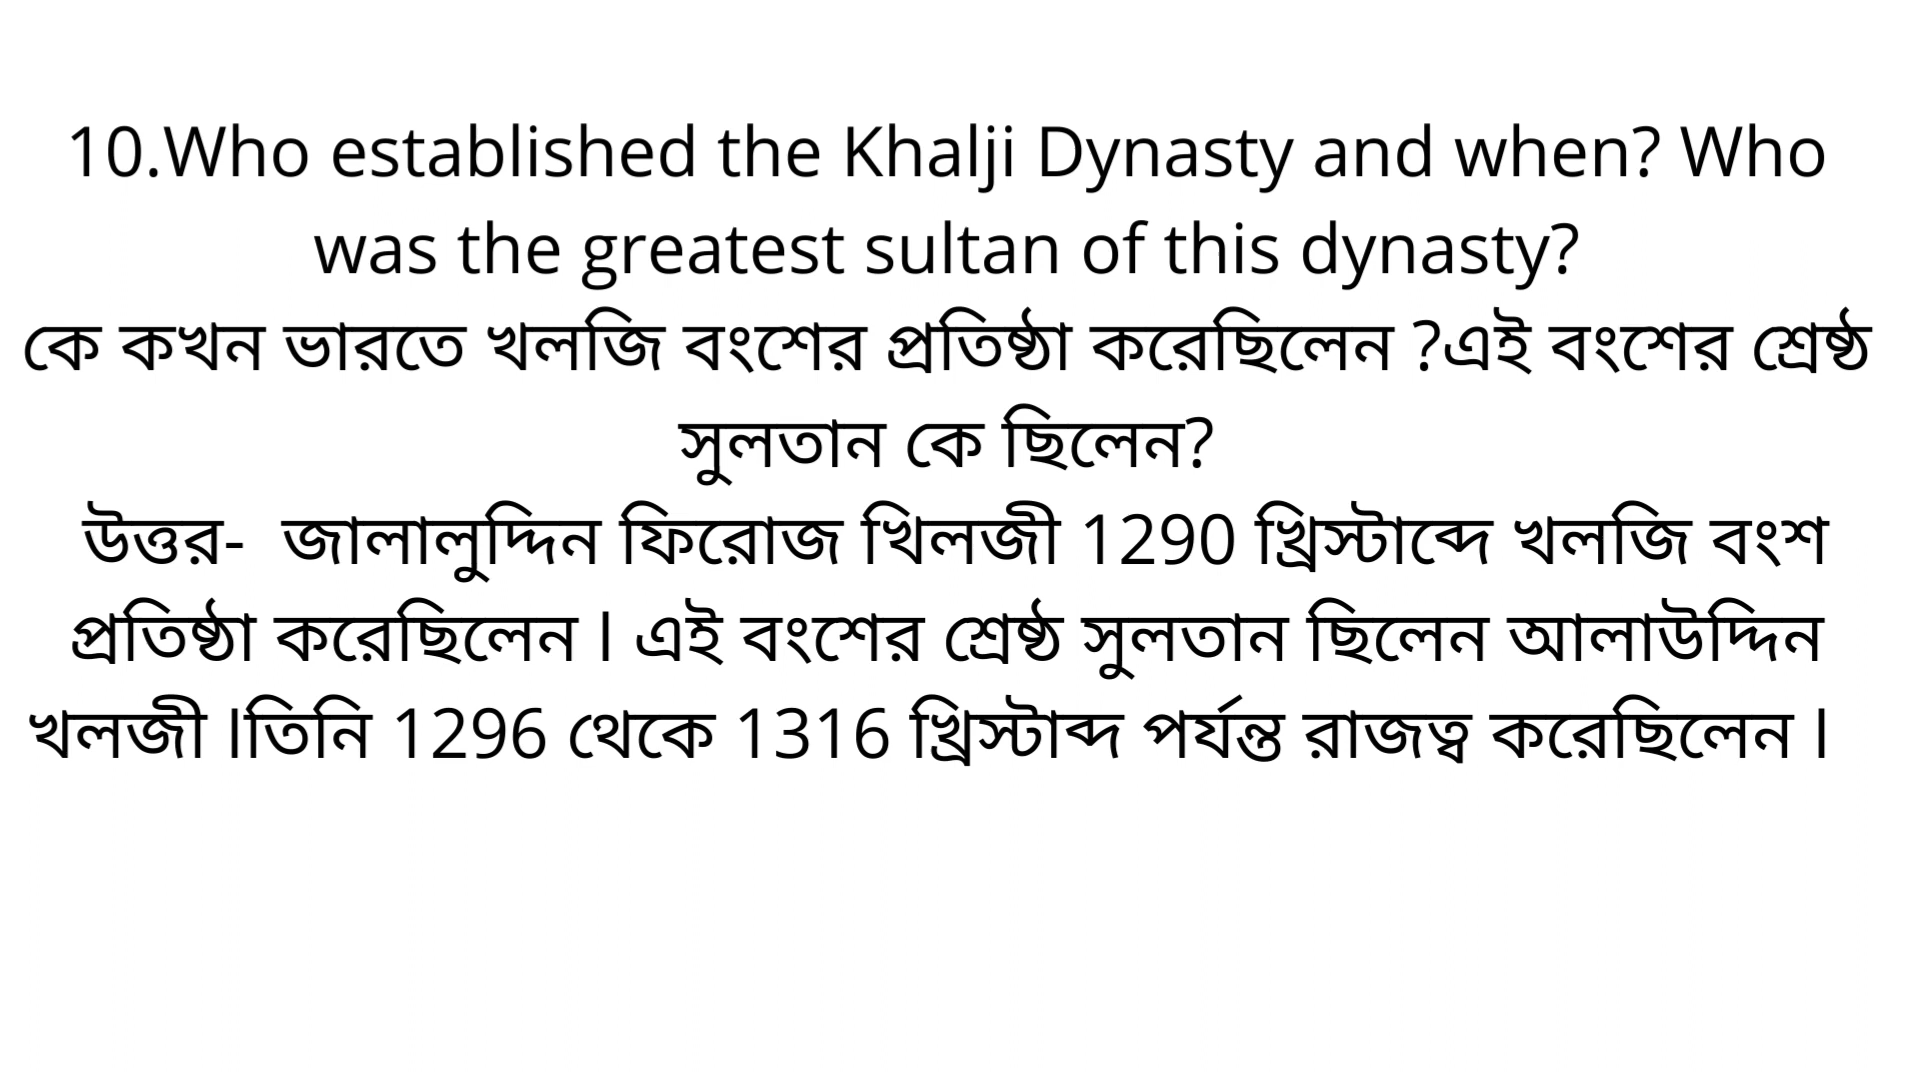 10.Who established the Khalji Dynasty and when? Who
was the greatest sultan of this dynasty?
কে কখন ভারতে খলজি বংশের প্রতিষ্ঠা করেছিলেন ?এই বংশের শ্রেষ্ঠ
সুলতান কে ছিলেন?
উত্তর-  জালালুদ্দিন ফিরোজ খিলজী 1290 খ্রিস্টাব্দে খলজি বংশ
প্রতিষ্ঠা করেছিলেন l এই বংশের শ্রেষ্ঠ সুলতান ছিলেন আলাউদ্দিন
খলজী lতিনি 1296 থেকে 1316 খ্রিস্টাব্দ পর্যন্ত রাজত্ব করেছিলেন l